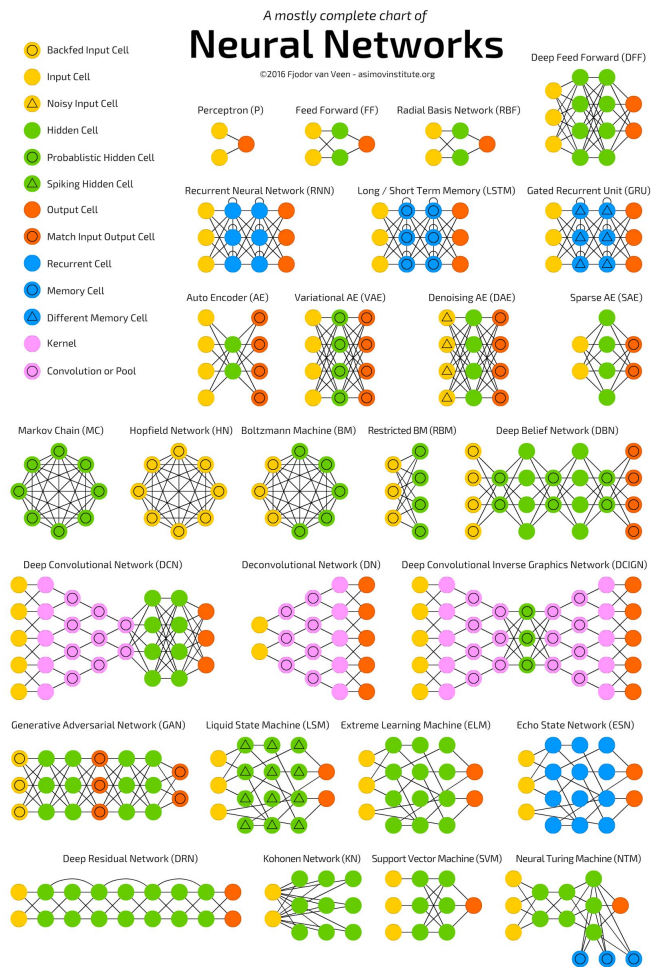 A mostly complete chart of
Neural Networks
©2016 Fjodor van Veen - asimovinstitute.org
Backfed Input Cell
Input Cell
Noisy Input Cell
Hidden Cell
Probablistic Hidden Cell
Spiking Hidden Cell
Output Cell
Match Input Output Cell
Recurrent Cell
Memory Cell
Different Memory Cell
Kernel
Convolution or Pool
Deep Feed Forward (DFF)
Perceptron (P)
Feed Forward (FF)
Radial Basis Network (RBF)
Recurrent Neural Network (RNN)
Long / Short Term Memory (LSTM)
Gated Recurrent Unit (GRU)
Auto Encoder (AE)
Variational AE (VAE)
Denoising AE (DAE)
Sparse AE (SAE)
Markov Chain (MC)
Hopfield Network (HN)
Boltzmann Machine (BM)
Restricted BM (RBM)
Deep Belief Network (DBN)
Deep Convolutional Network (DCN)
Deconvolutional Network (DN)
Deep Convolutional Inverse Graphics Network (DCIGN)
Generative Adversarial Network (GAN)
Liquid State Machine (LSM)
Extreme Learning Machine (ELM)
Echo State Network (ESN)
Deep Residual Network (DRN)
Kohonen Network (KN)
Support Vector Machine (SVM)
Neural Turing Machine (NTM)